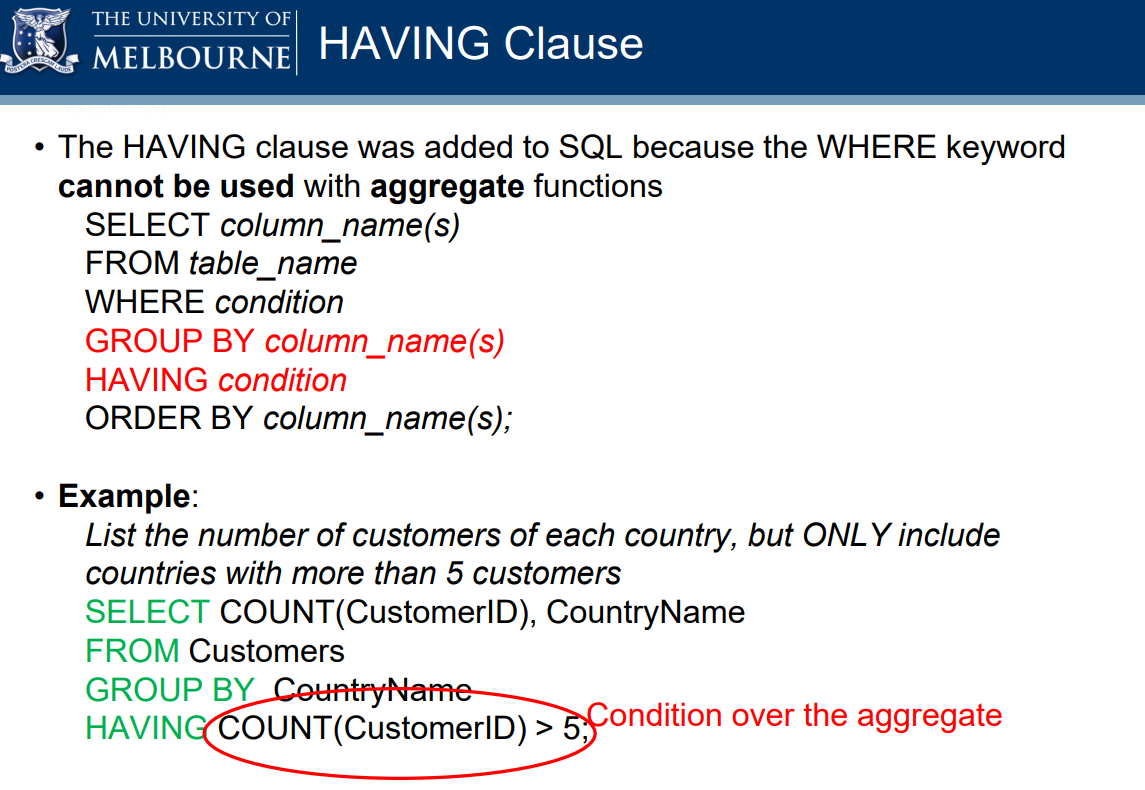 THE UNIVERSITY OF
MELBOURNE
HAVING Clause
• The HAVING clause was added to SQL because the WHERE keyword
cannot be used with aggregate functions
SELECT column_name(s)
FROM table_name
WHERE condition
GROUP BY column_name(s)
HAVING condition
ORDER BY column_name(s);
• Example:
List the number of customers of each country, but ONLY include
countries with more than 5 customers
SELECT COUNT(CustomerID), CountryName
FROM Customers
GROUP BY CountryName
HAVING COUNT(CustomerID) > 5;
Condition over the aggregate